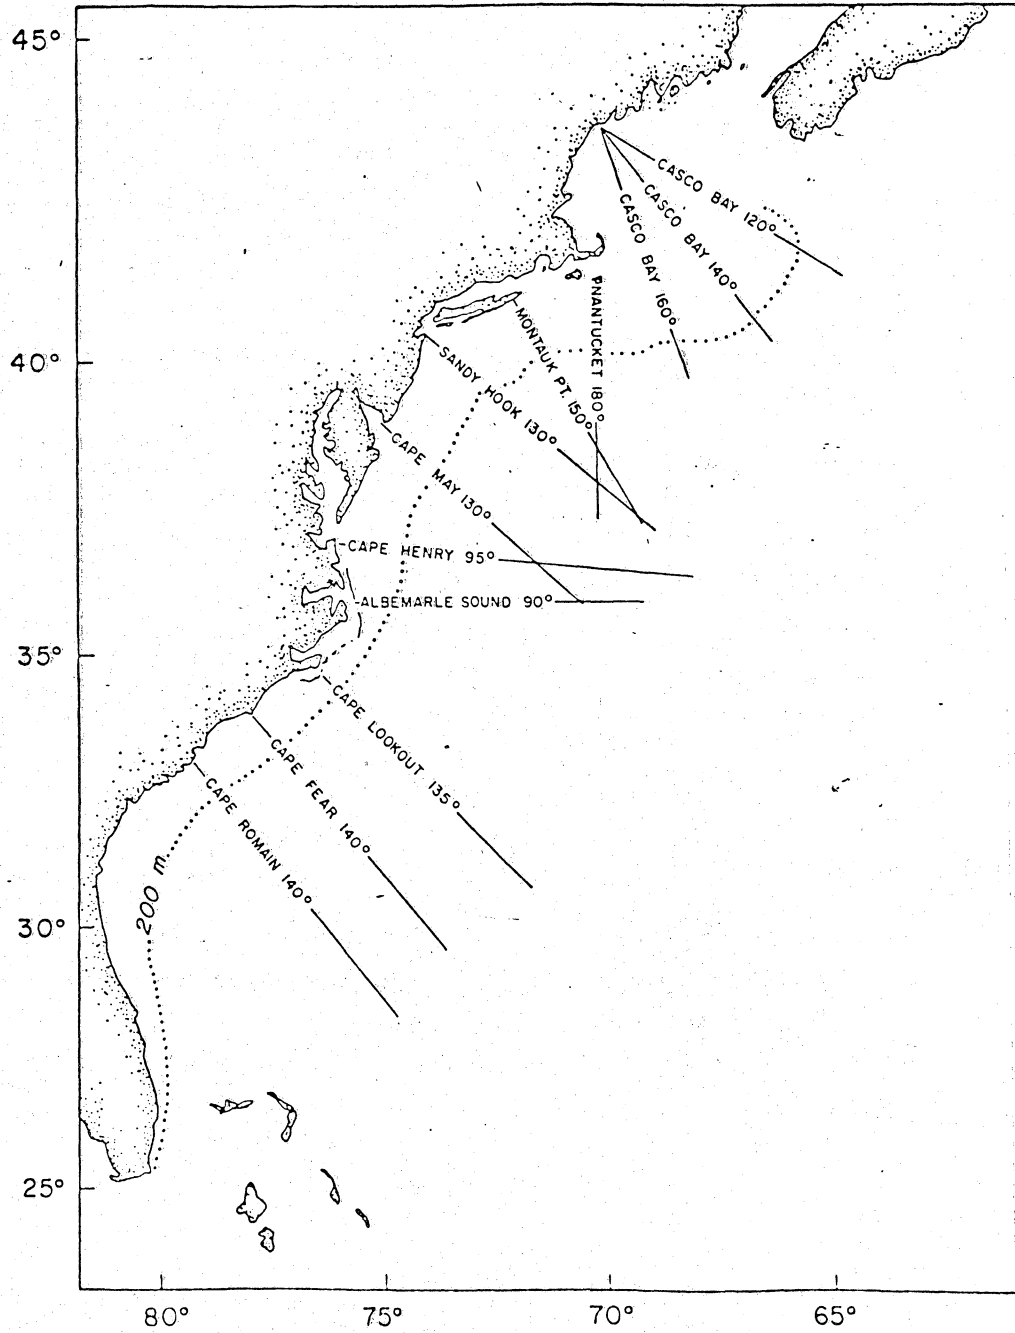 45°
CASCO BAY 120°
CASCO BAY 140°
CASCO BAY 160°
PNANTUCKET 180°
MONTAUK PT. 150°
40°
SANDY HOOK 130°
CAPE MAY 130°
CAPE HENRY 95°
ALBEMARLE SOUND 90°
35°
CAPE LOOKOUT 135°
CAPE FEAR 140°
CAPE ROMAIN 140°
200 m.
30°
25°
80° 75° 70° 65°